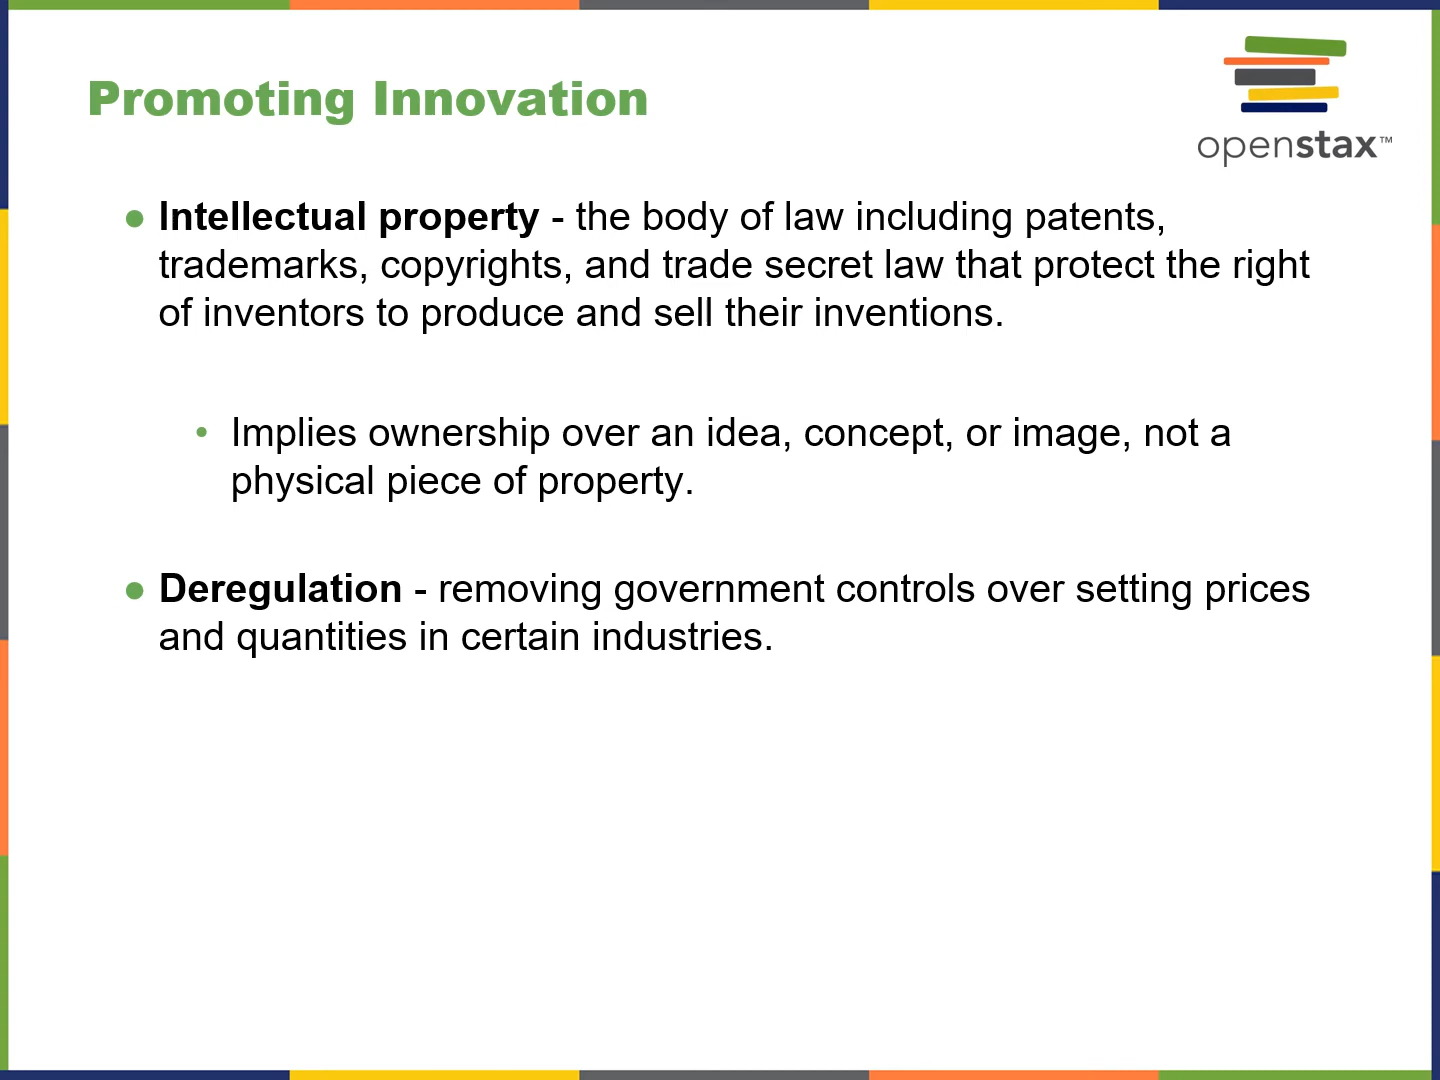 Promoting Innovation
openstax™
● Intellectual property - the body of law including patents,
trademarks, copyrights, and trade secret law that protect the right
of inventors to produce and sell their inventions.
• Implies ownership over an idea, concept, or image, not a
physical piece of property.
● Deregulation - removing government controls over setting prices
and quantities in certain industries.